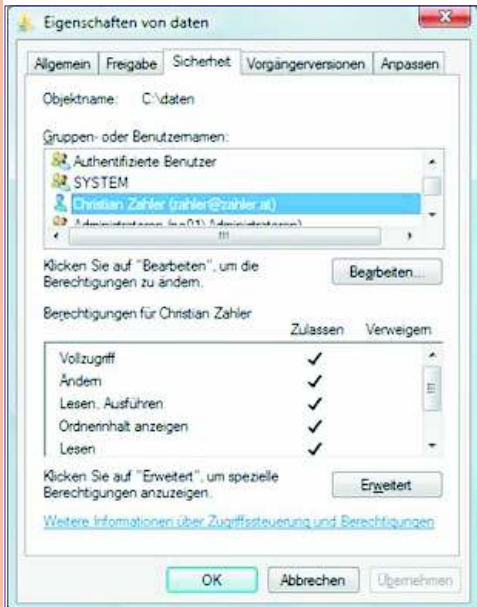 Eigenschaften von daten
Allgemein Freigabe Sicherheit Vorgängerversionen Anpassen
Objektname: C:\daten
Gruppen- oder Benutzernamen:
Authentifizierte Benutzer
SYSTEM
Christian Zahler (zahler@zahler.at)
Klicken Sie auf "Bearbeiten", um die
Berechtigungen zu ändern.
Bearbeiten...
Berechtigungen für Christian Zahler
Zulassen Verweigern
Vollzugriff
Ändern
Lesen, Ausführen
Ordnerinhalt anzeigen
Lesen
Klicken Sie auf "Erweitert", um spezielle
Berechtigungen anzuzeigen.
Erweitert
Weitere Informationen über Zugriffssteuerung und Berechtigungen
OK Abbrechen Übernehmen